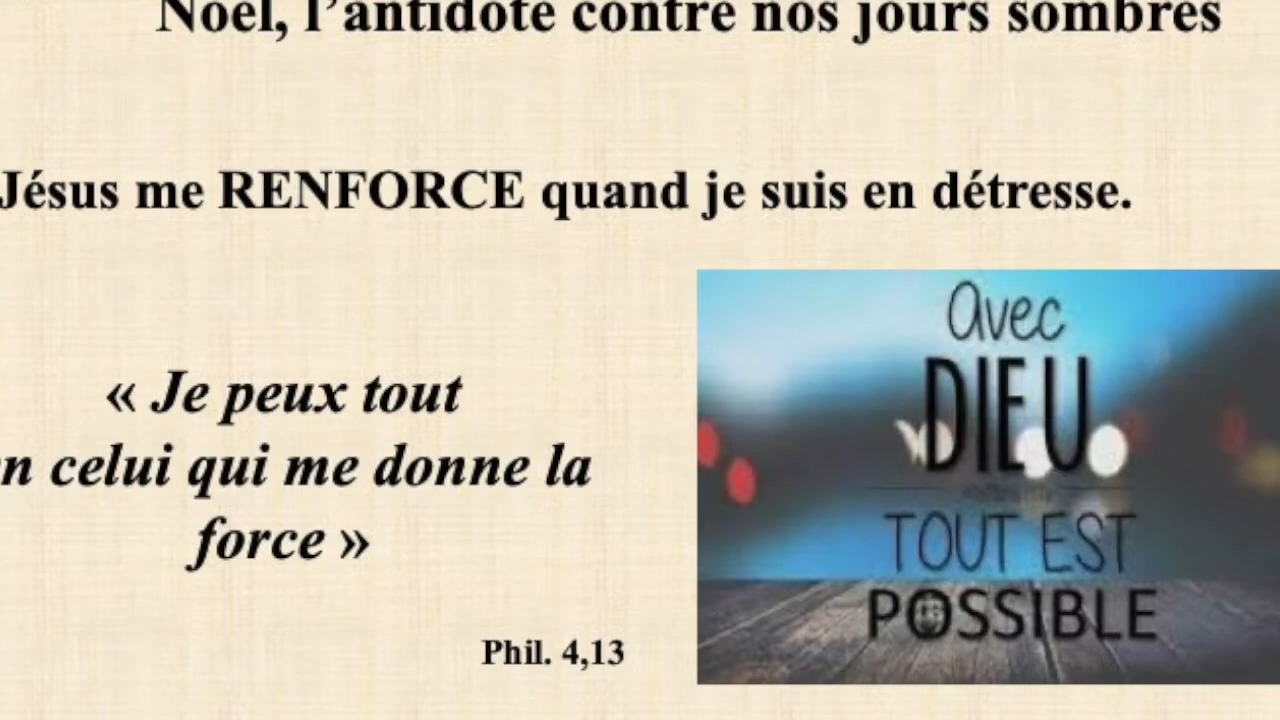 Noël, l’antidote contre nos jours sombres
Jésus me RENFORCE quand je suis en détresse.
« Je peux tout
n celui qui me donne la
force »
Phil. 4,13
avec
DIEU
TOUT EST
POSSIBLE